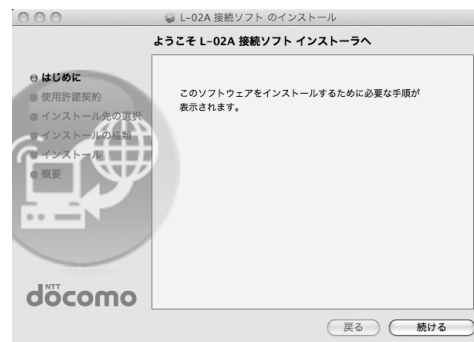 L-02A 接続ソフト のインストール
ようこそ L-02A 接続ソフト インストーラへ
はじめに
使用許諾契約
インストール先の選択
インストールの種類
インストール
概要
このソフトウェアをインストールするために必要な手順が
表示されます。
NTT
docomo
戻る
続ける